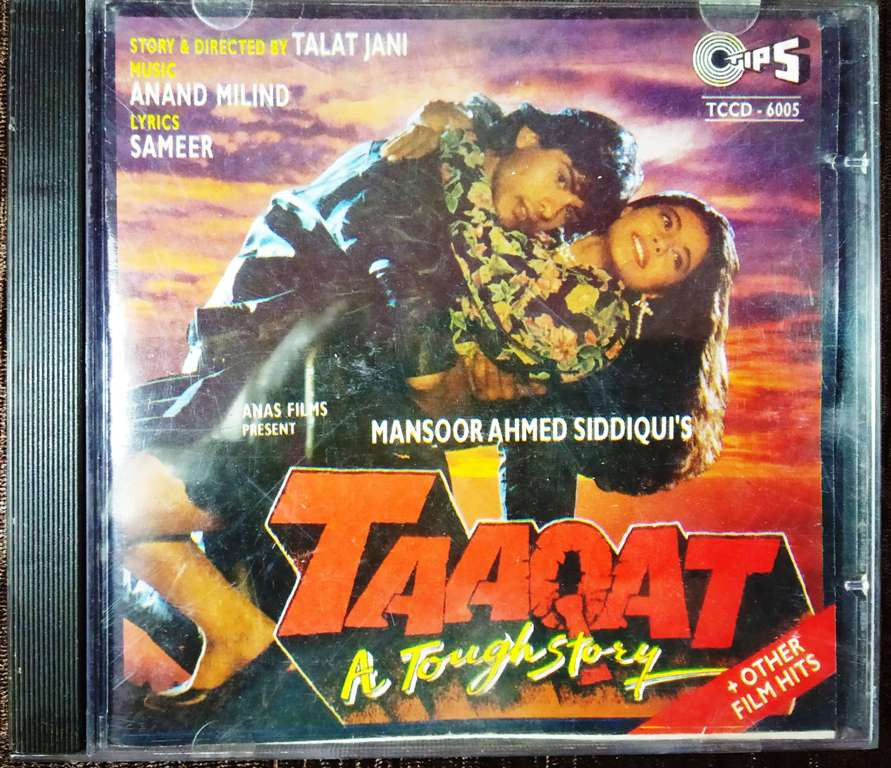 STORY & DIRECTED BY TALAT JANI
MUSIC
ANAND MILIND
LYRICS
SAMEER
TIPS
TCCD - 6005
ANAS FILMS
PRESENT
MANSOOR AHMED SIDDIQUI'S
TAAQAT
A Tough story
+ OTHER
FILM HITS